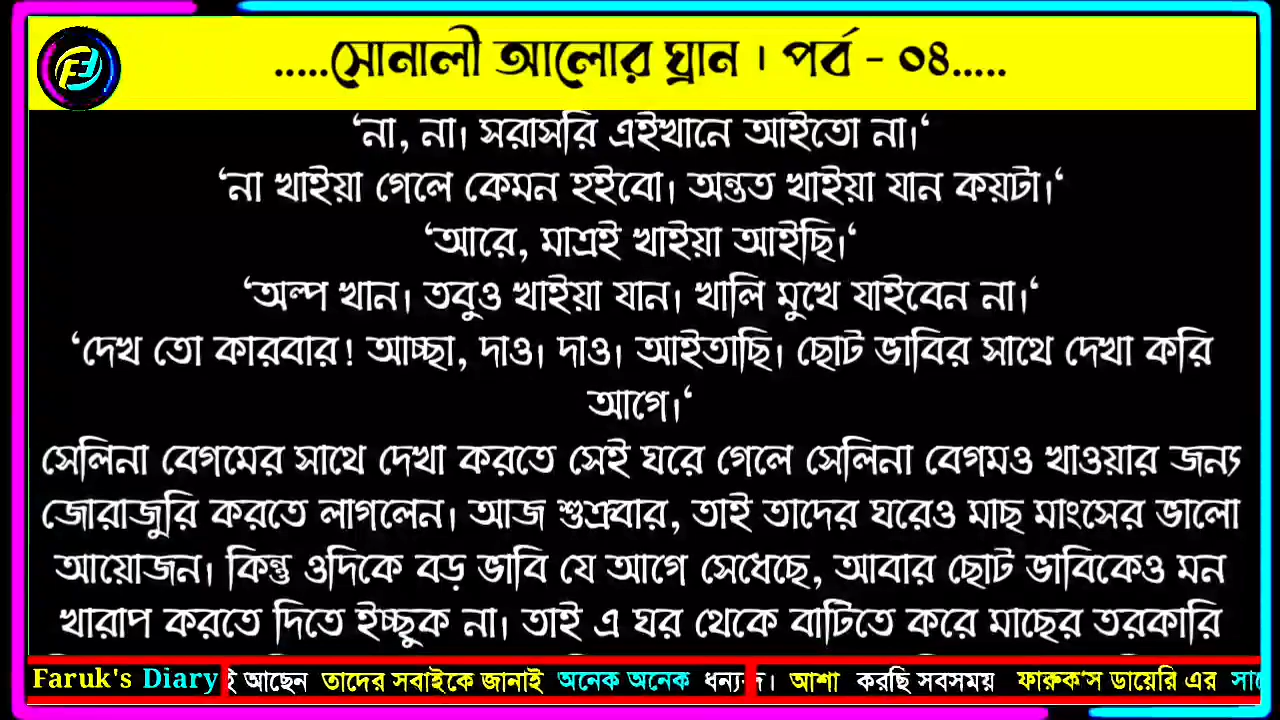 .....সোনালী আলোর ঘ্রান । পর্ব - ০৪.....
‘না, না। সরাসরি এইখানে আইতো না।‘
‘না খাইয়া গেলে কেমন হইবো। অন্তত খাইয়া যান কয়টা।‘
‘আরে, মাত্রই খাইয়া আইছি।‘
‘অল্প খান। তবুও খাইয়া যান। খালি মুখে যাইবেন না।‘
‘দেখ তো কারবার! আচ্ছা, দাও। দাও। আইতাছি। ছোট ভাবির সাথে দেখা করি
আগে।‘
সেলিনা বেগমের সাথে দেখা করতে সেই ঘরে গেলে সেলিনা বেগমও খাওয়ার জন্য
জোরাজুরি করতে লাগলেন। আজ শুক্রবার, তাই তাদের ঘরেও মাছ মাংসের ভালো
আয়োজন। কিন্তু ওদিকে বড় ভাবি যে আগে সেধেছে, আবার ছোট ভাবিকেও মন
খারাপ করতে দিতে ইচ্ছুক না। তাই এ ঘর থেকে বাটিতে করে মাছের তরকারি
Faruk's Diary ই আছেন তাদের সবাইকে জানাই অনেক অনেক আশা করছি সবসময় ফারুক'স ডায়েরি এর